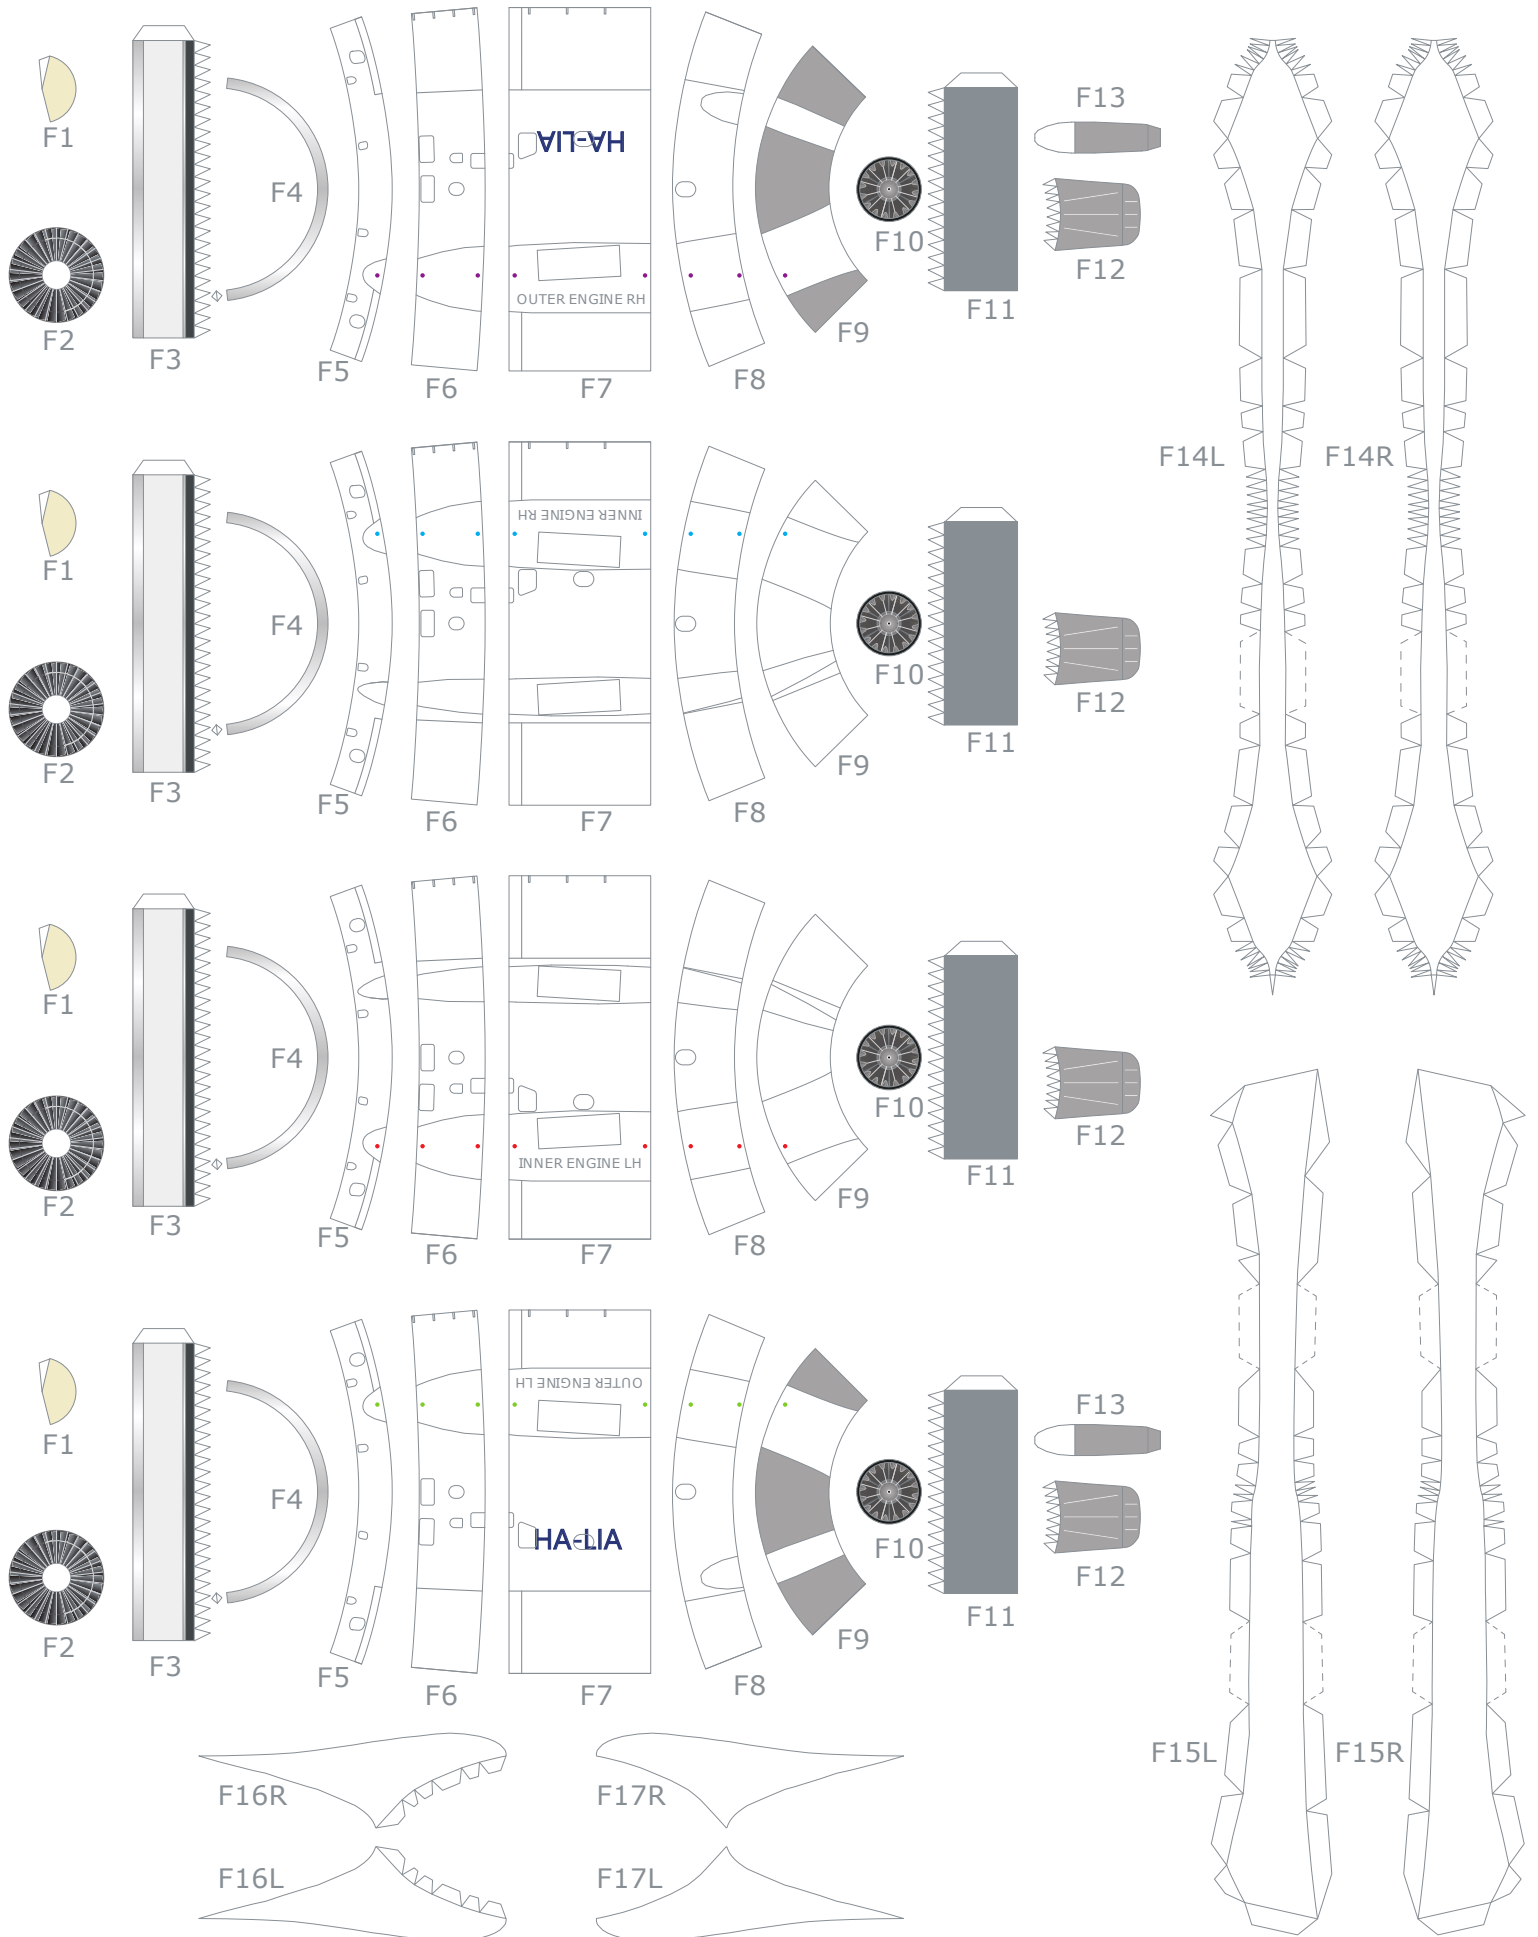 HA-LIA
F1
F13
F4
F10
F12
OUTER ENGINE RH
F11
F2
F3
F5
F6
F7
F8
F9
F14L
F14R
INNER ENGINE RH
F1
F4
F10
F12
F2
F3
F5
F6
F7
F8
F9
F11
F1
F4
F10
F12
INNER ENGINE LH
F11
F2
F3
F5
F6
F7
F8
F9
OUTER ENGINE LH
F13
F1
F4
HA-LIA
F10
F12
F11
F2
F3
F5
F6
F7
F8
F9
F15L
F15R
F16R
F17R
F16L
F17L